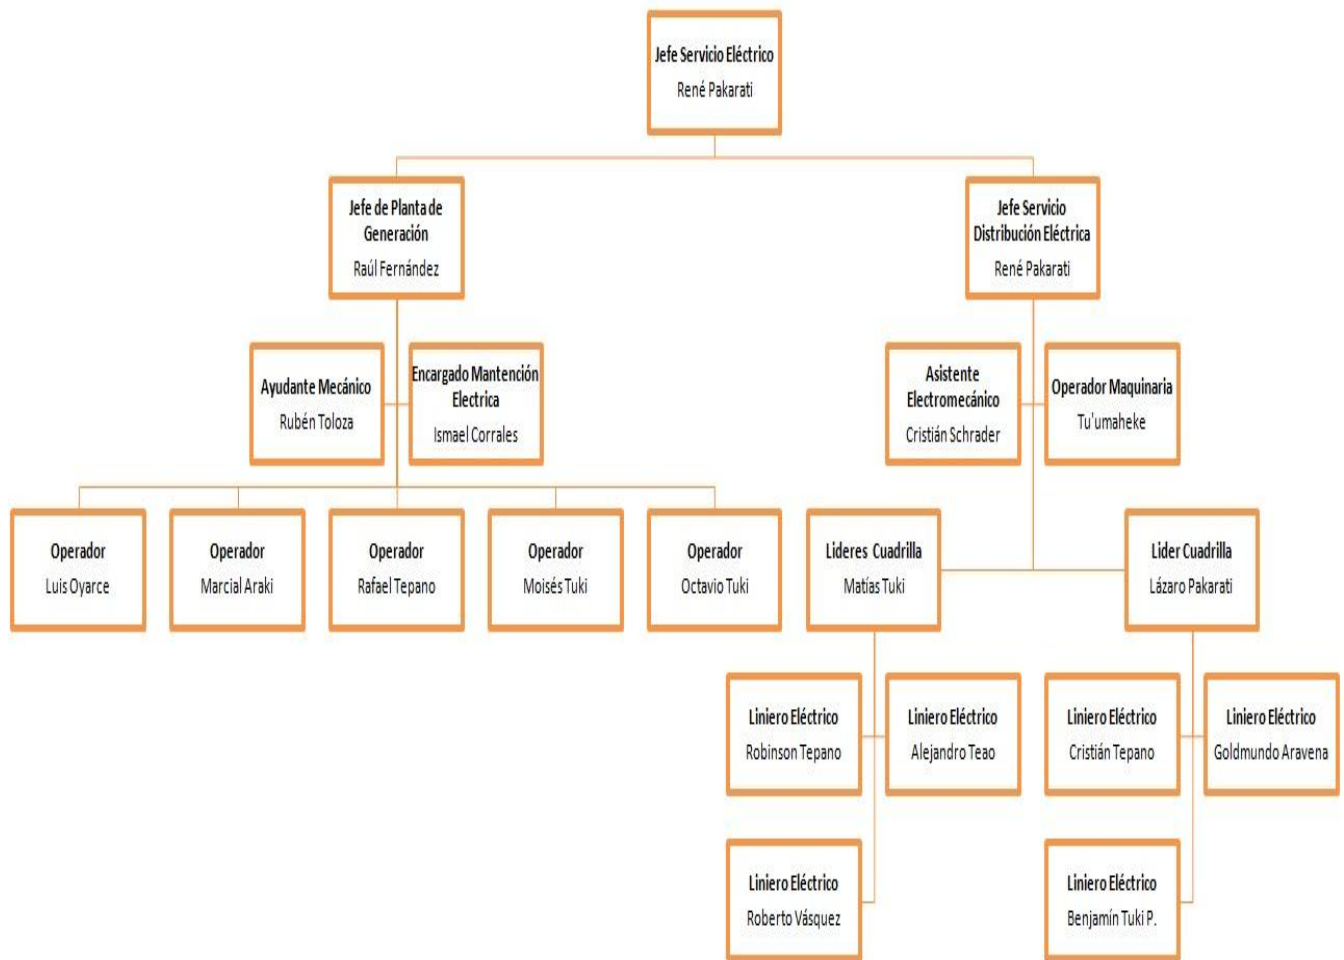 Jefe Servicio Eléctrico
René Pakarati
Jefe de Planta de
Generación
Raúl Fernández
Jefe Servicio
Distribución Eléctrica
René Pakarati
Ayudante Mecánico
Rubén Toloza
Encargado Mantención
Electrica
Ismael Corrales
Asistente
Electromecánico
Cristián Schrader
Operador Maquinaria
Tu'umaheke
Operador
Luis Oyarce
Operador
Marcial Araki
Operador
Rafael Tepano
Operador
Moisés Tuki
Operador
Octavio Tuki
Lideres Cuadrilla
Matías Tuki
Lider Cuadrilla
Lázaro Pakarati
Liniero Eléctrico
Robinson Tepano
Liniero Eléctrico
Alejandro Teao
Liniero Eléctrico
Cristián Tepano
Liniero Eléctrico
Goldmundo Aravena
Liniero Eléctrico
Roberto Vásquez
Liniero Eléctrico
Benjamín Tuki P.